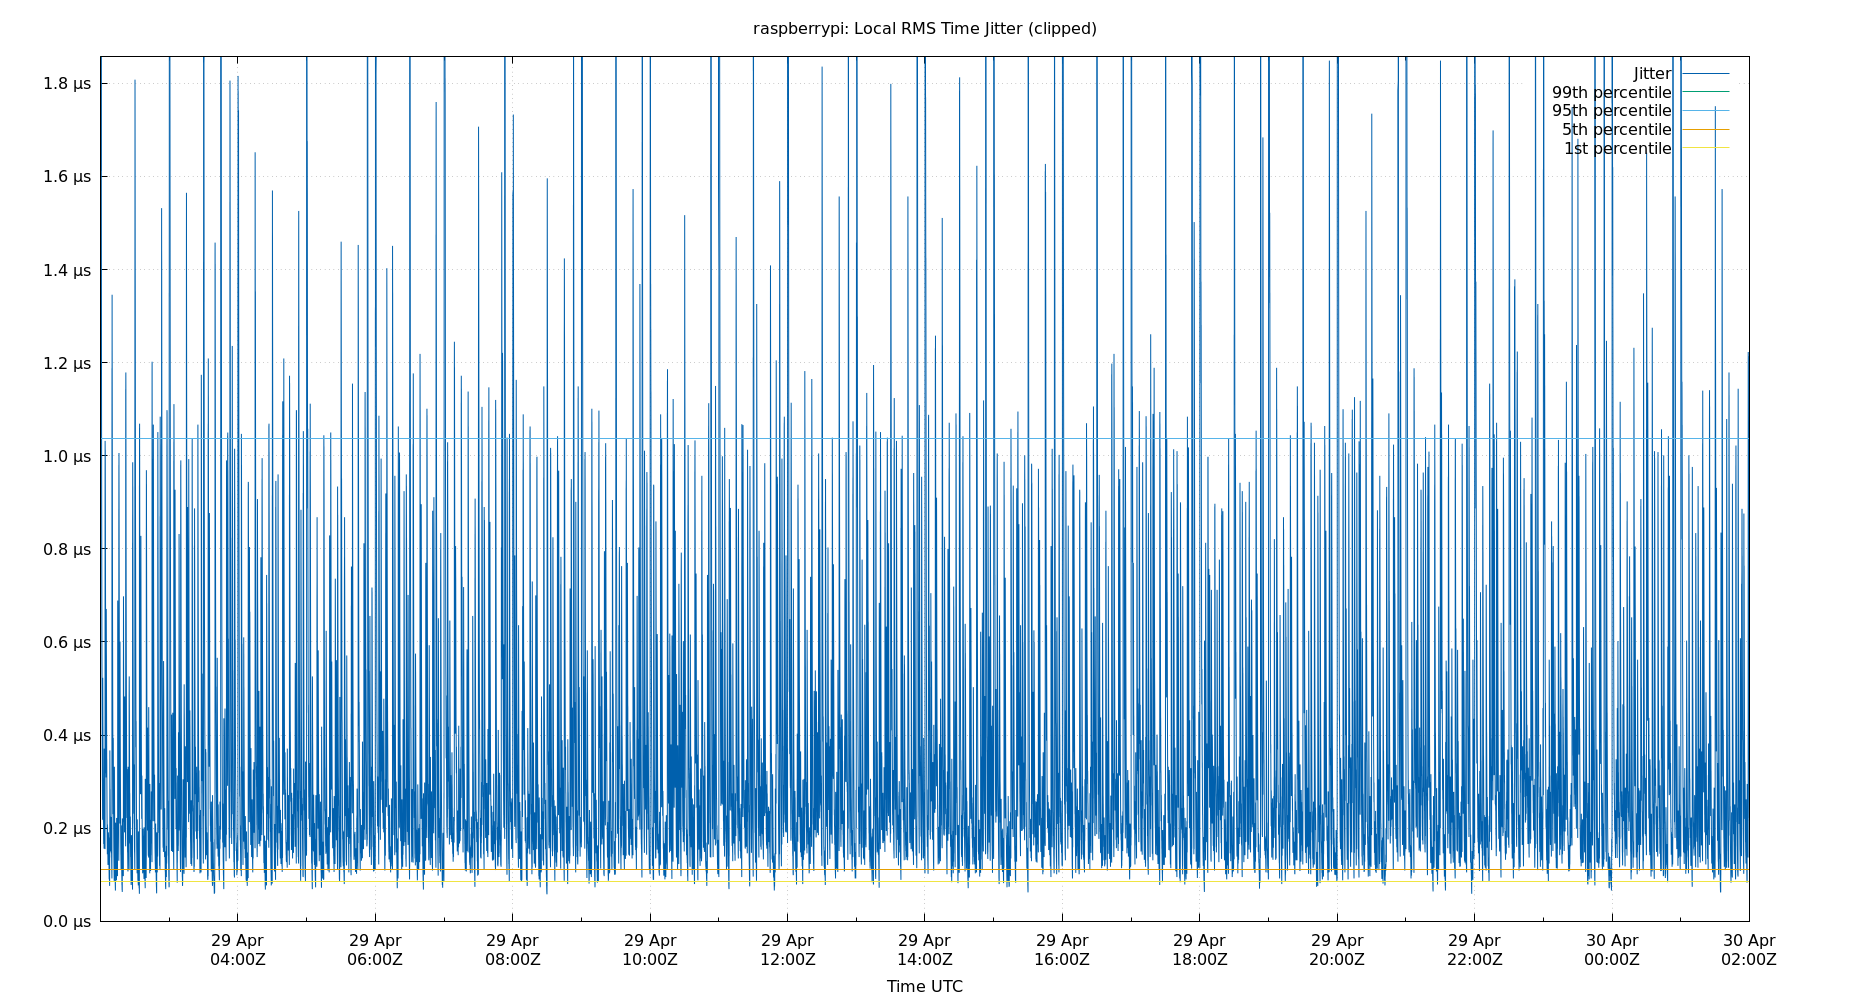 raspberrypi: Local RMS Time Jitter (clipped)
Jitter
99th percentile
95th percentile
5th percentile
1st percentile
1.8 µs
1.6 µs
1.4 µs
1.2 µs
1.0 µs
0.8 µs
0.6 µs
0.4 µs
0.2 µs
0.0 µs
29 Apr 29 Apr 29 Apr 29 Apr 29 Apr 29 Apr 29 Apr 29 Apr 29 Apr 29 Apr 30 Apr 30 Apr
04:00Z 06:00Z 08:00Z 10:00Z 12:00Z 14:00Z 16:00Z 18:00Z 20:00Z 22:00Z 00:00Z 02:00Z
Time UTC